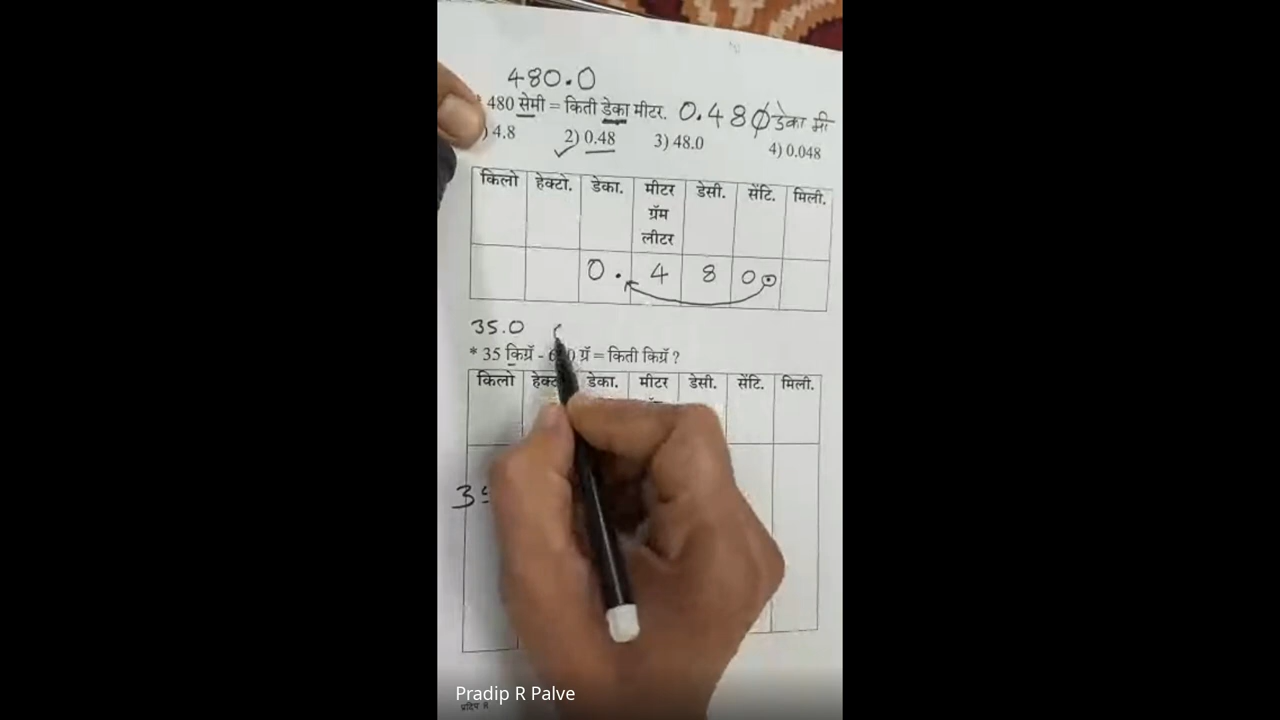 480.0
480 सेमी = किती डेका मीटर. 0.480 डेका मी
) 4.8 2) 0.48 3) 48.0 4) 0.048
किलो हेक्टो. डेका. मीटर ग्रॅम लीटर डेसी. सेंटि. मिली.
0. 4 8 0.
35.0
* 35 किग्रॅ - ग्रॅ = किती किग्रॅ ?
किलो डेका. मीटर डेसी. सेंटि. मिली.
3
Pradip R Palve